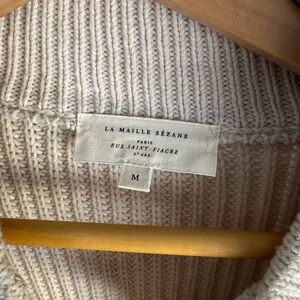 LA MAILLE SÉZANE
PARIS
RUE SAINT-FIACRE
2e ARR.
M